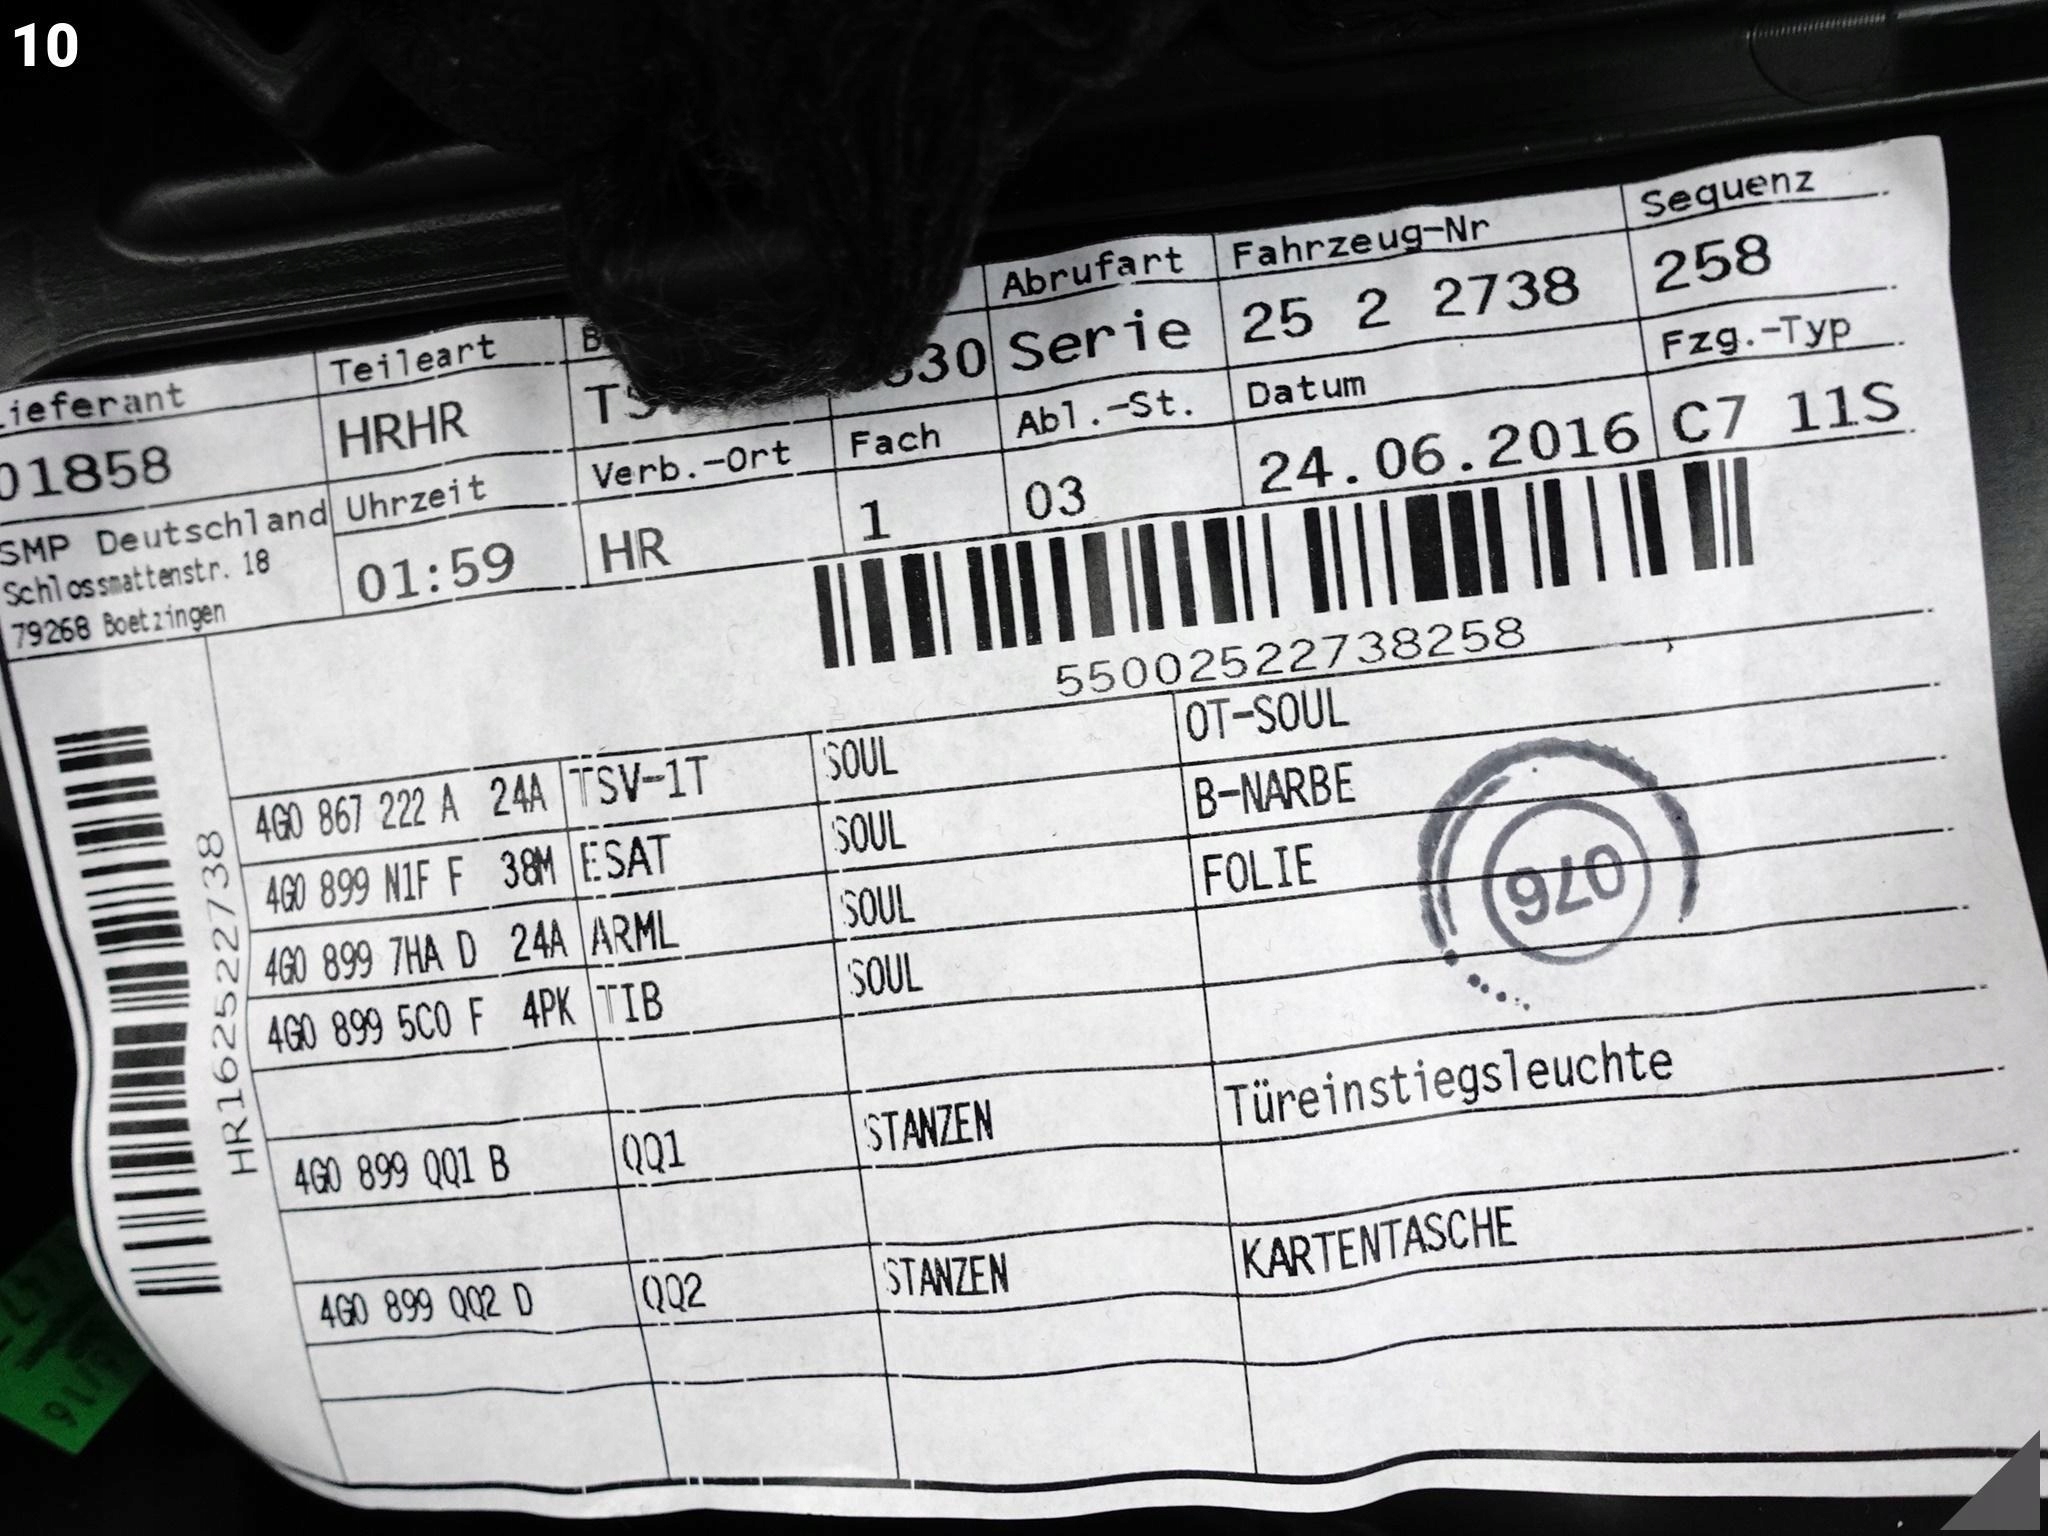 10
Abrufart Fahrzeug-Nr Sequenz
Serie 25 2 2738 258
Lieferant Teileart
01858 HRHR
Verb.-Ort Fach Abl.-St. Datum Fzg.-Typ
HR 1 03 24.06.2016 C7 11S
SMP Deutschland Uhrzeit
Schlossmattenstr. 18
79268 Boetzingen
01:59
55002522738258
HR162522738
OT-SOUL
4G0 867 222 A 24A TSV-1T SOUL B-NARBE
4G0 899 N1F F 38M ESAT SOUL FOLIE
4G0 899 7HA D 24A ARML SOUL
4G0 899 5C0 F 4PK TIB SOUL
076
4G0 899 QQ1 B QQ1 STANZEN Türeinstiegsleuchte
4G0 899 QQ2 D QQ2 STANZEN KARTENTASCHE